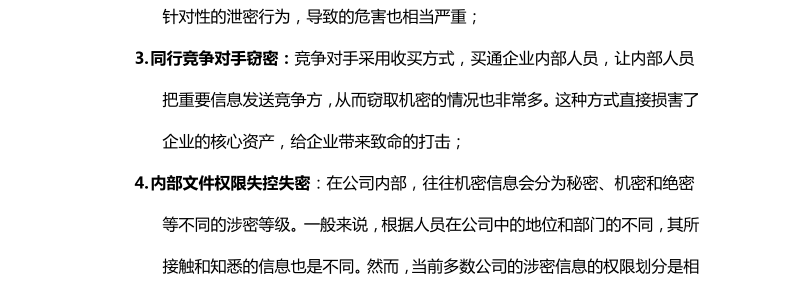 针对性的泄密行为，导致的危害也相当严重；
3.同行竞争对手窃密：竞争对手采用收买方式，买通企业内部人员，让内部人员
把重要信息发送竞争方，从而窃取机密的情况也非常多。这种方式直接损害了
企业的核心资产，给企业带来致命的打击；
4.内部文件权限失控失密：在公司内部，往往机密信息会分为秘密、机密和绝密
等不同的涉密等级。一般来说，根据人员在公司中的地位和部门的不同，其所
接触和知悉的信息也是不同。然而，当前多数公司的涉密信息的权限划分是相